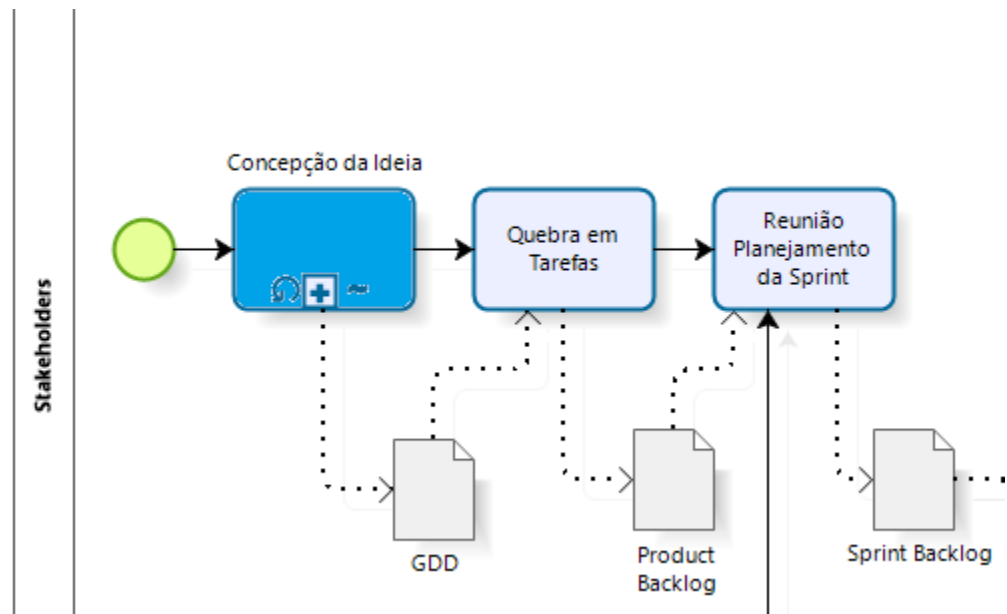 Stakeholders
Concepção da Ideia
Quebra em
Tarefas
Reunião
Planejamento
da Sprint
GDD
Product
Backlog
Sprint Backlog